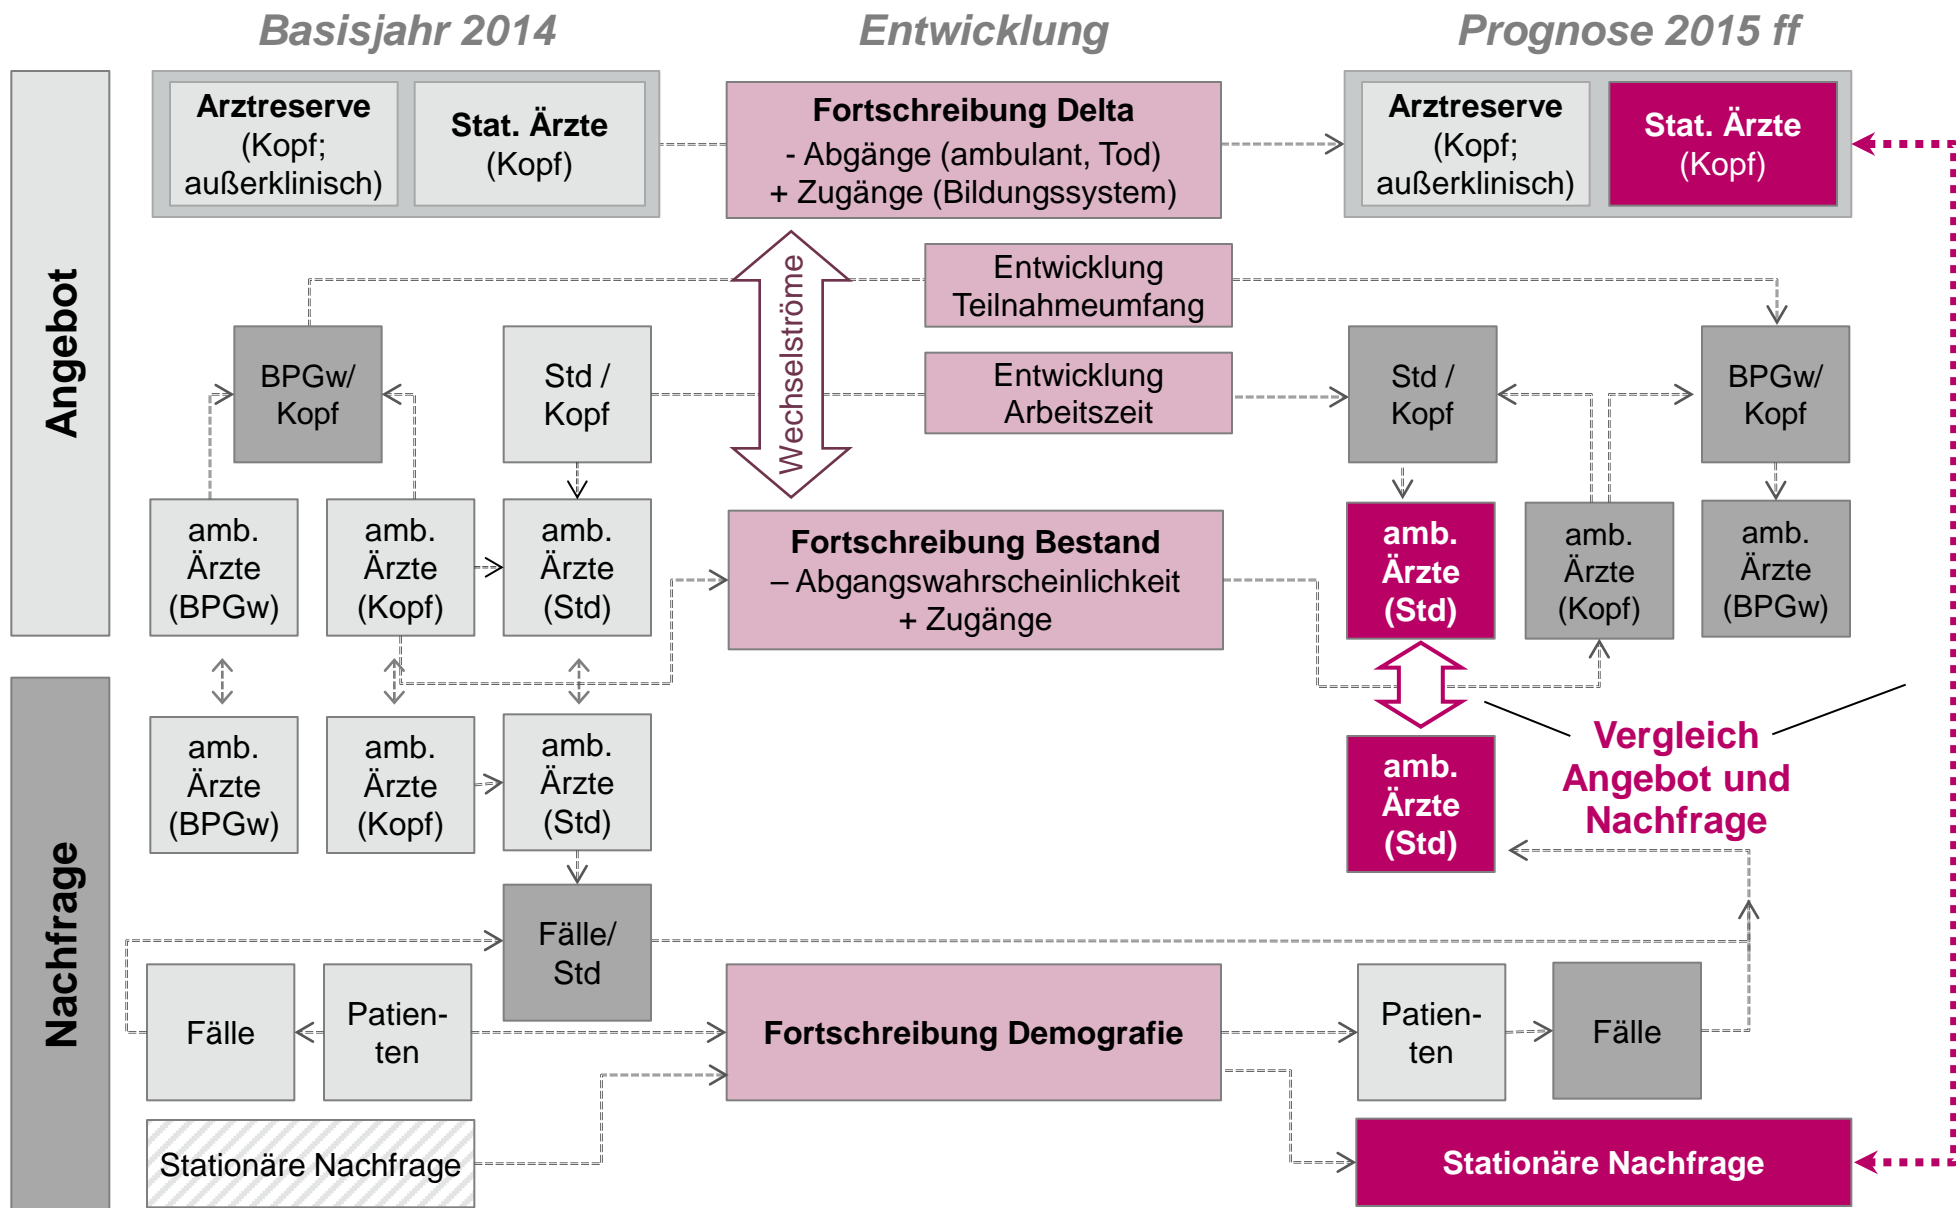 Basisjahr 2014
Entwicklung
Prognose 2015 ff
Angebot
Arztreserve
(Kopf;
außerklinisch)
Stat. Ärzte
(Kopf)
Fortschreibung Delta
- Abgänge (ambulant, Tod)
+ Zugänge (Bildungssystem)
Arztreserve
(Kopf;
außerklinisch)
Stat. Ärzte
(Kopf)
Wechselströme
Entwicklung
Teilnahmeumfang
BPGw/
Kopf
Std /
Kopf
Entwicklung
Arbeitszeit
Std /
Kopf
BPGw/
Kopf
amb.
Ärzte
(BPGw)
amb.
Ärzte
(Kopf)
amb.
Ärzte
(Std)
Fortschreibung Bestand
– Abgangswahrscheinlichkeit
+ Zugänge
amb.
Ärzte
(Std)
amb.
Ärzte
(Kopf)
amb.
Ärzte
(BPGw)
Nachfrage
amb.
Ärzte
(BPGw)
amb.
Ärzte
(Kopf)
amb.
Ärzte
(Std)
amb.
Ärzte
(Std)
Vergleich
Angebot und
Nachfrage
Fälle/
Std
Fälle
Patien-
ten
Fortschreibung Demografie
Patien-
ten
Fälle
Stationäre Nachfrage
Stationäre Nachfrage